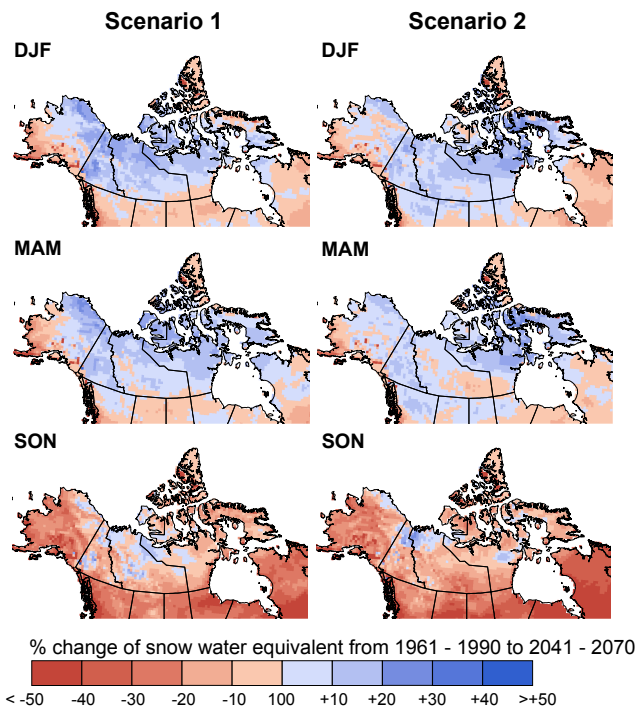 Scenario 1 Scenario 2
DJF DJF
MAM MAM
SON SON
% change of snow water equivalent from 1961 - 1990 to 2041 - 2070
< -50 -40 -30 -20 -10 100 +10 +20 +30 +40 >+50